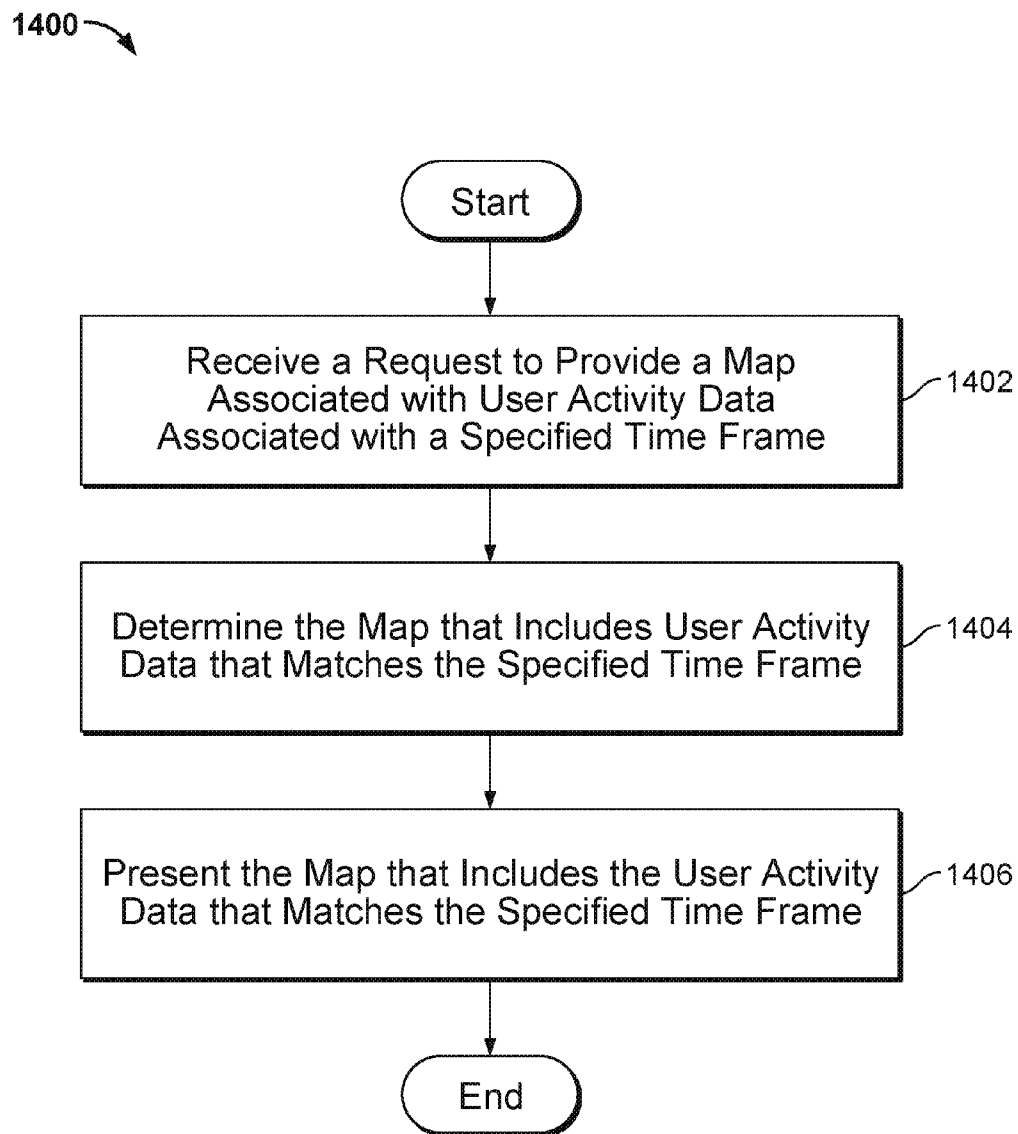 1400
Start
Receive a Request to Provide a Map
Associated with User Activity Data
Associated with a Specified Time Frame
1402
Determine the Map that Includes User Activity
Data that Matches the Specified Time Frame
1404
Present the Map that Includes the User Activity
Data that Matches the Specified Time Frame
1406
End